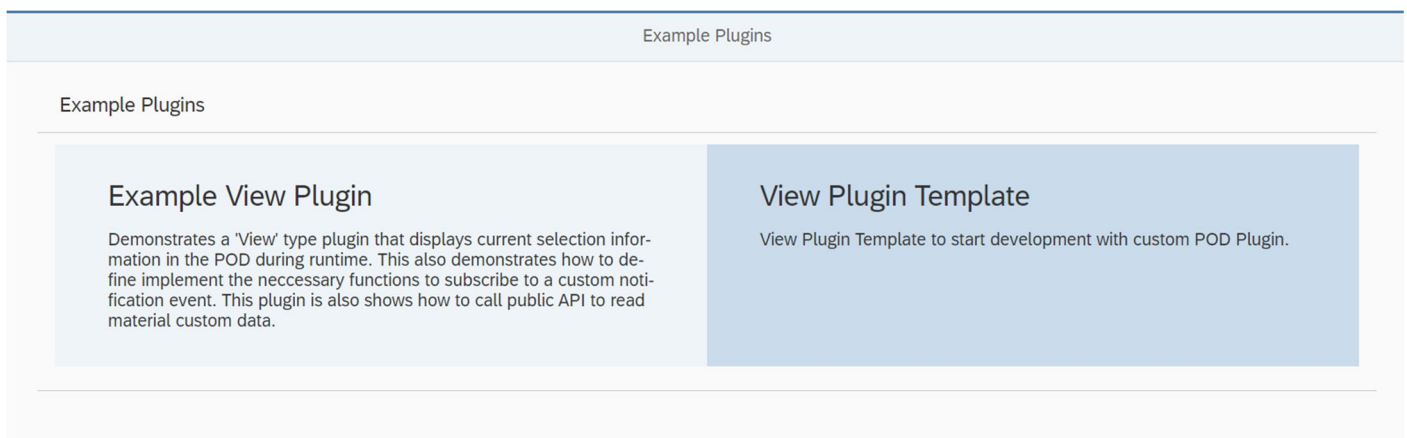 Example Plugins
Example Plugins
Example View Plugin
Demonstrates a 'View' type plugin that displays current selection infor-
mation in the POD during runtime. This also demonstrates how to de-
fine implement the neccessary functions to subscribe to a custom noti-
fication event. This plugin is also shows how to call public API to read
material custom data.
View Plugin Template
View Plugin Template to start development with custom POD Plugin.